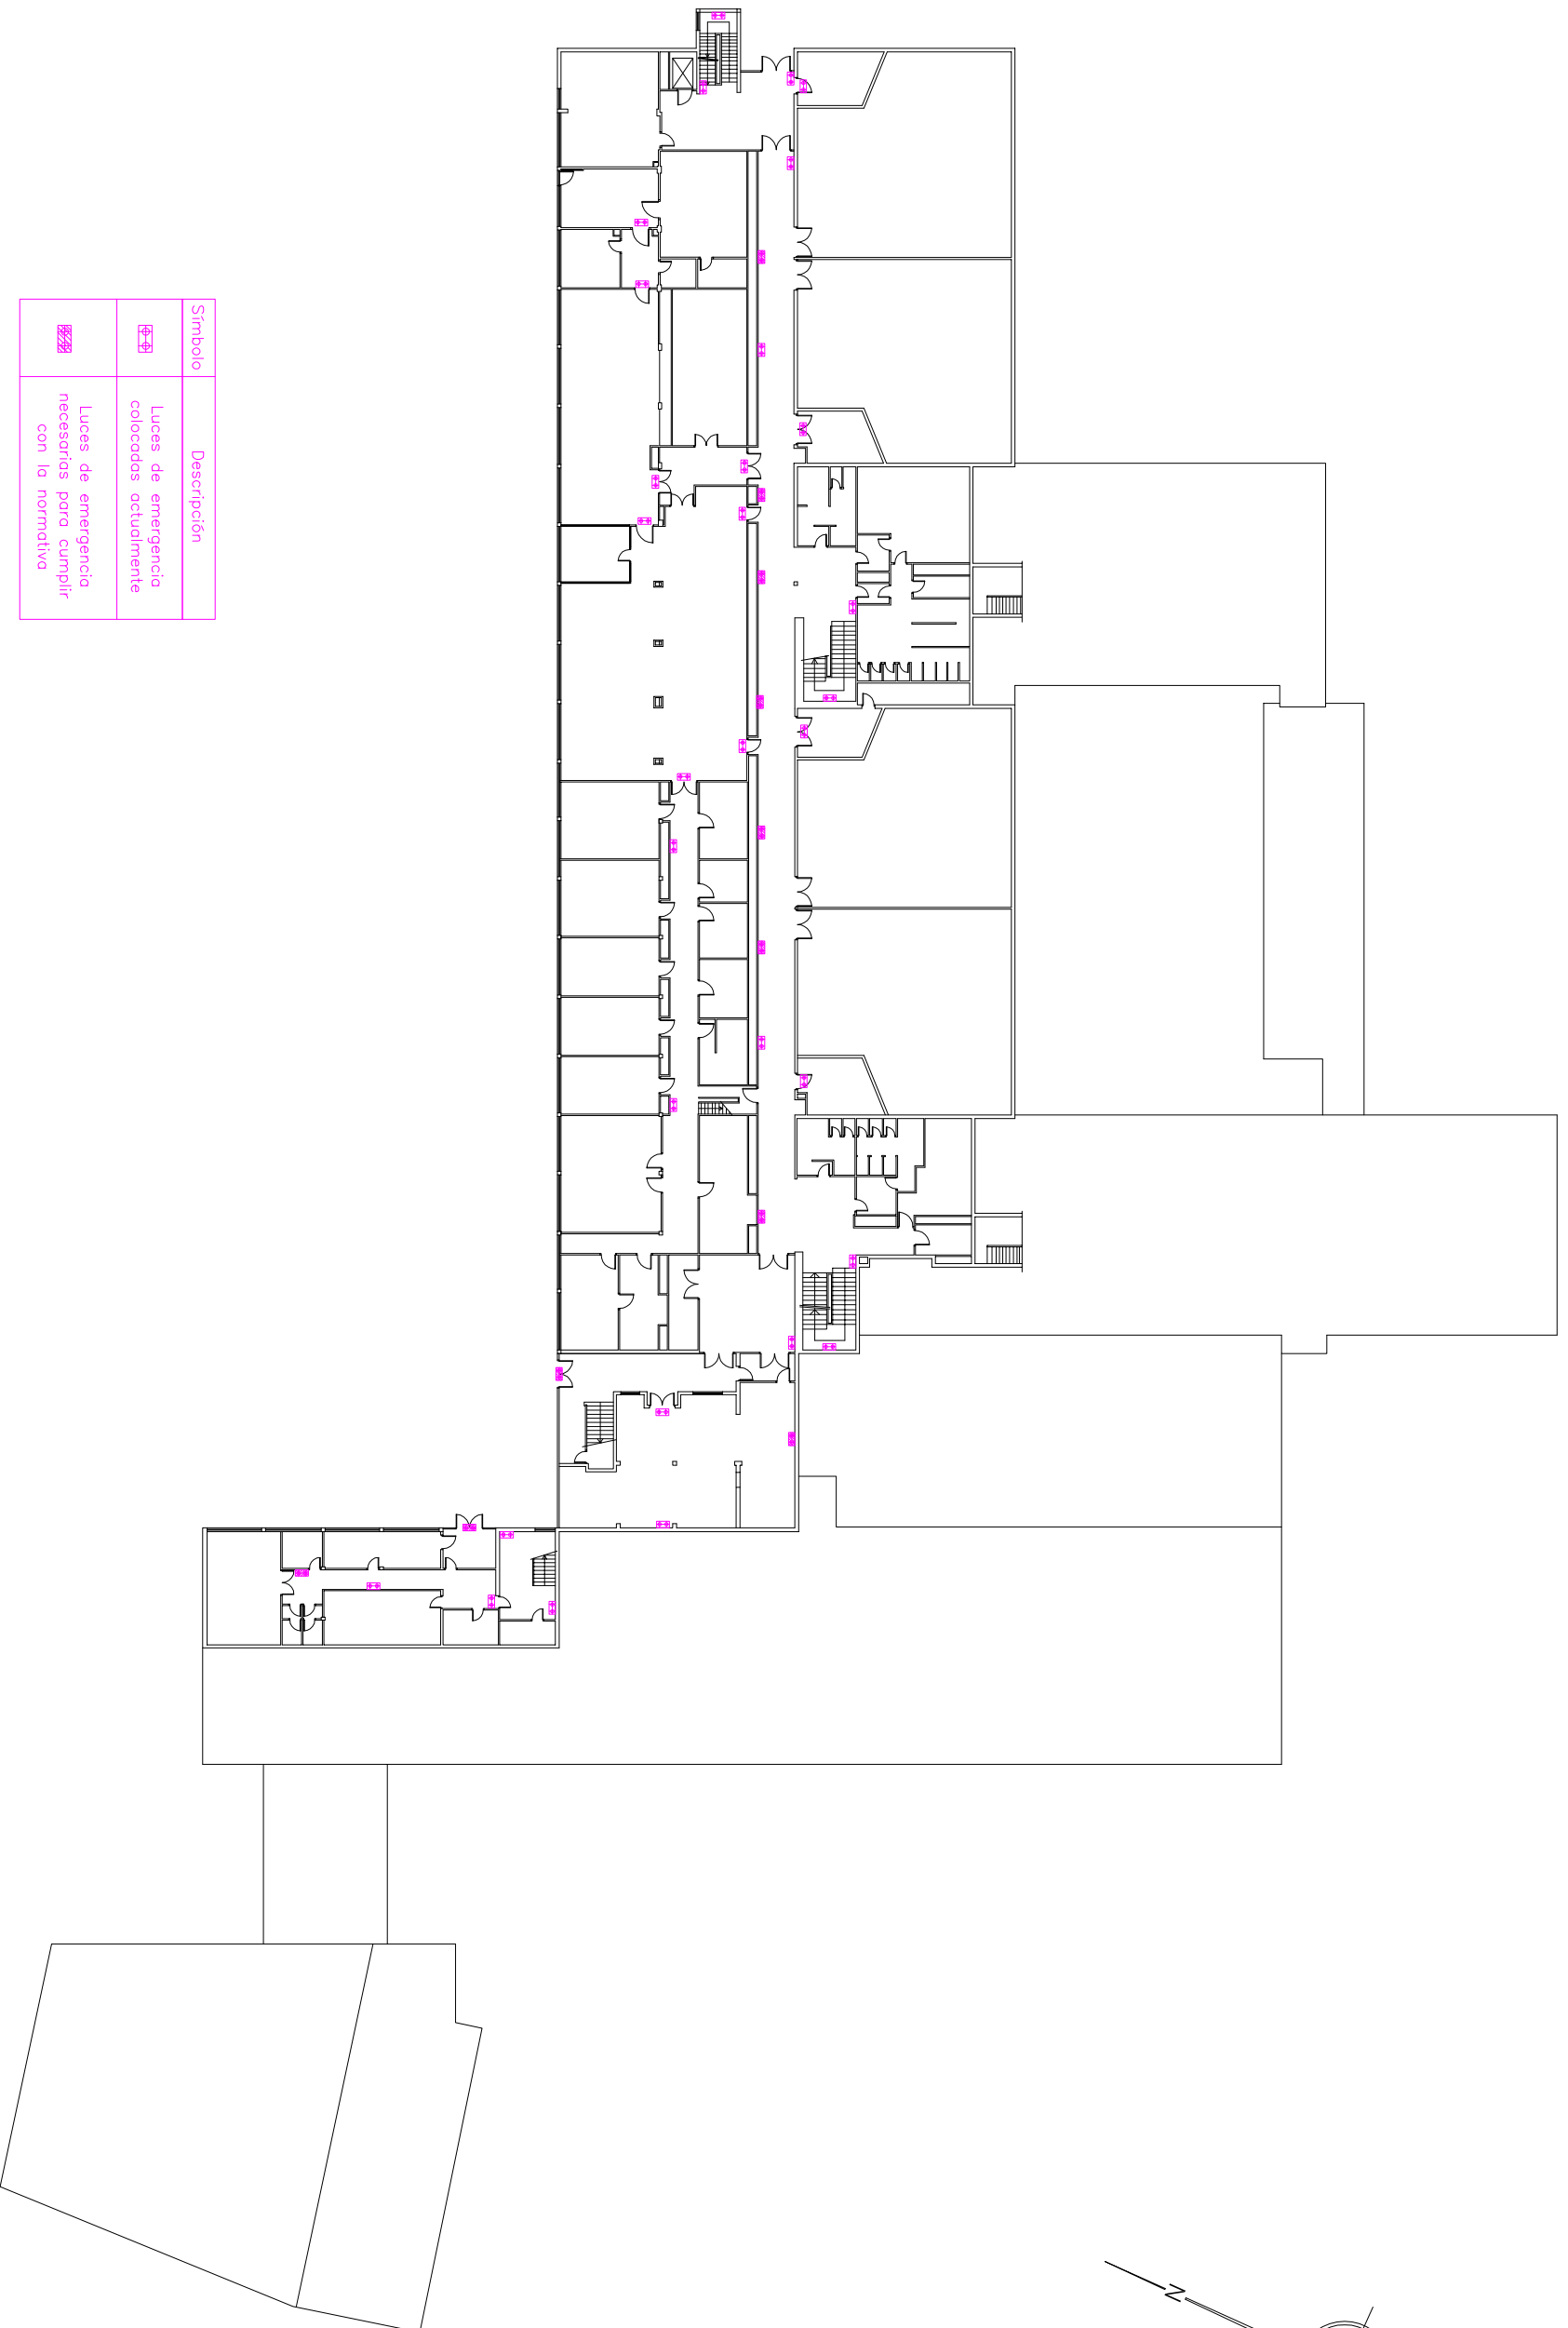 Símbolo
Descripción
Luces de emergencia
colocadas actualmente
Luces de emergencia
necesarias para cumplir
con la normativa
N